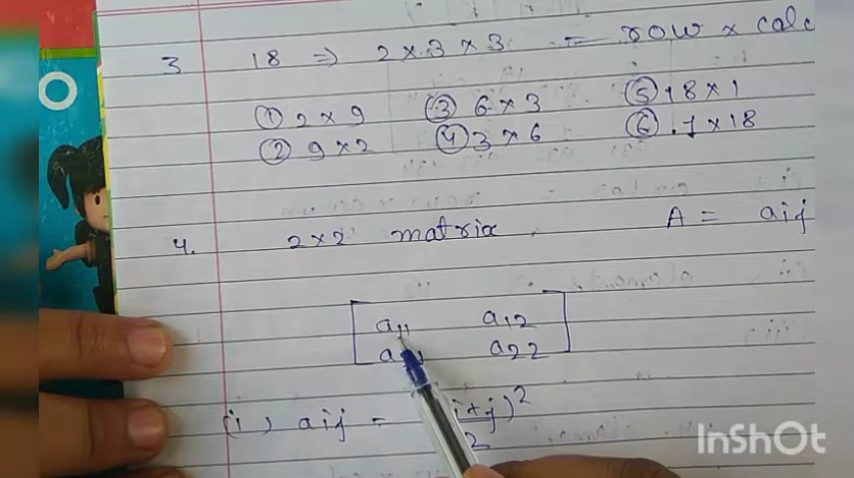 3 18 ⇒ 2 × 3 × 3 = row × calc
① 2 × 9 ③ 6 × 3 ⑤ 18 × 1
② 9 × 2 ④ 3 × 6 ⑥ 1 × 18
4. 2×2 matrix, A = aij
a11 a12
a22
(i) aij = (i+j)²
2
InShOt